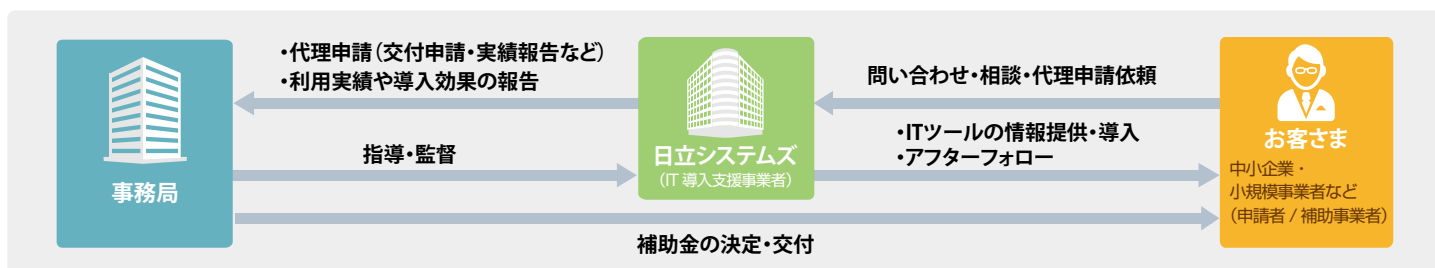 ・代理申請（交付申請・実績報告など）
・利用実績や導入効果の報告
指導・監督
事務局
日立システムズ
（IT 導入支援事業者）
問い合わせ・相談・代理申請依頼
・ITツールの情報提供・導入
・アフターフォロー
お客さま
中小企業・
小規模事業者など
（申請者 / 補助事業者）
補助金の決定・交付